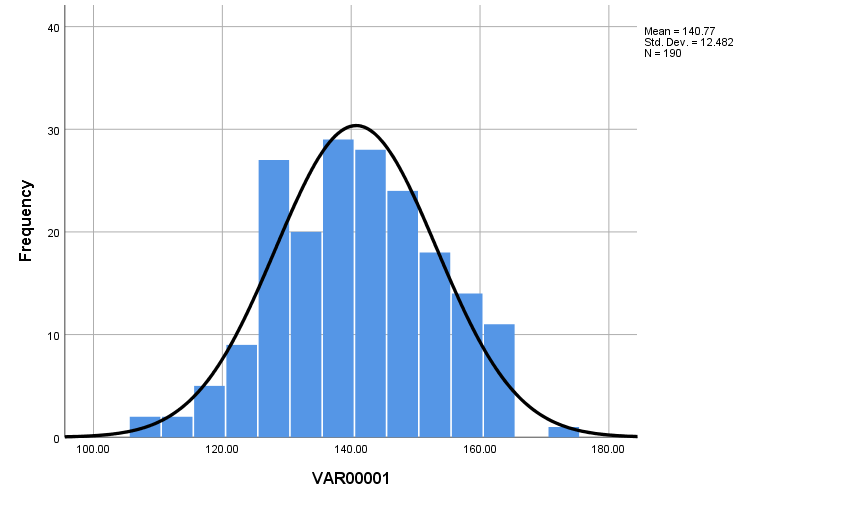 Mean = 140.77
Std. Dev. = 12.482
N = 190
Frequency
40
30
20
10
0
100.00 120.00 140.00 160.00 180.00
VAR00001